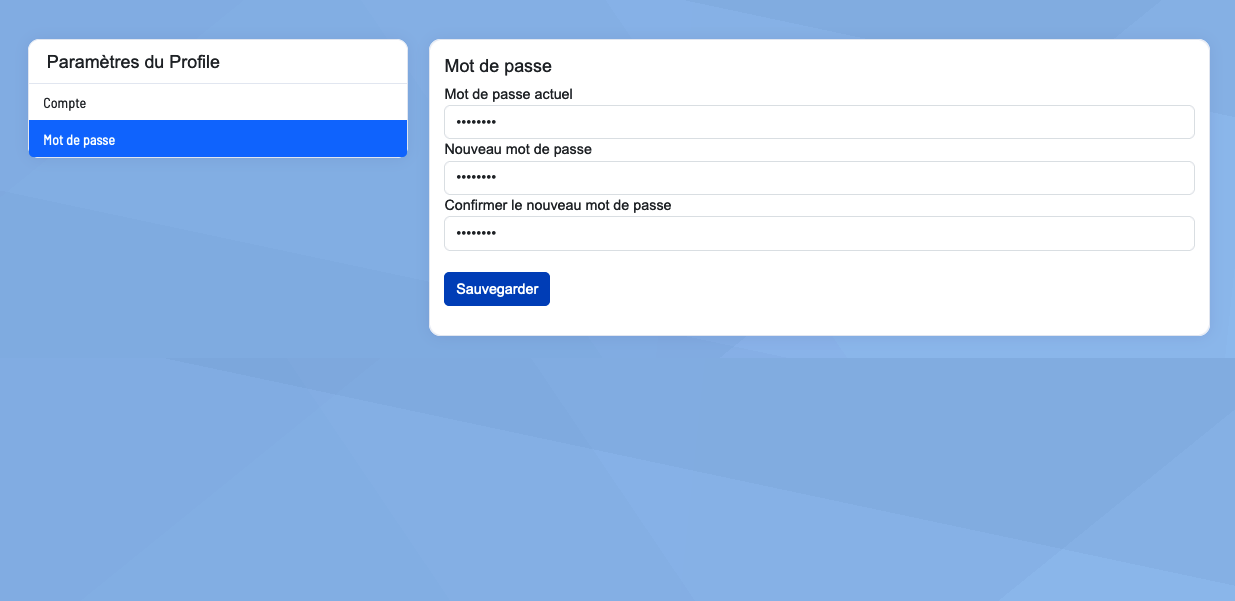 Paramètres du Profile
Compte
Mot de passe
Mot de passe
Mot de passe actuel
••••••••
Nouveau mot de passe
••••••••
Confirmer le nouveau mot de passe
••••••••
Sauvegarder